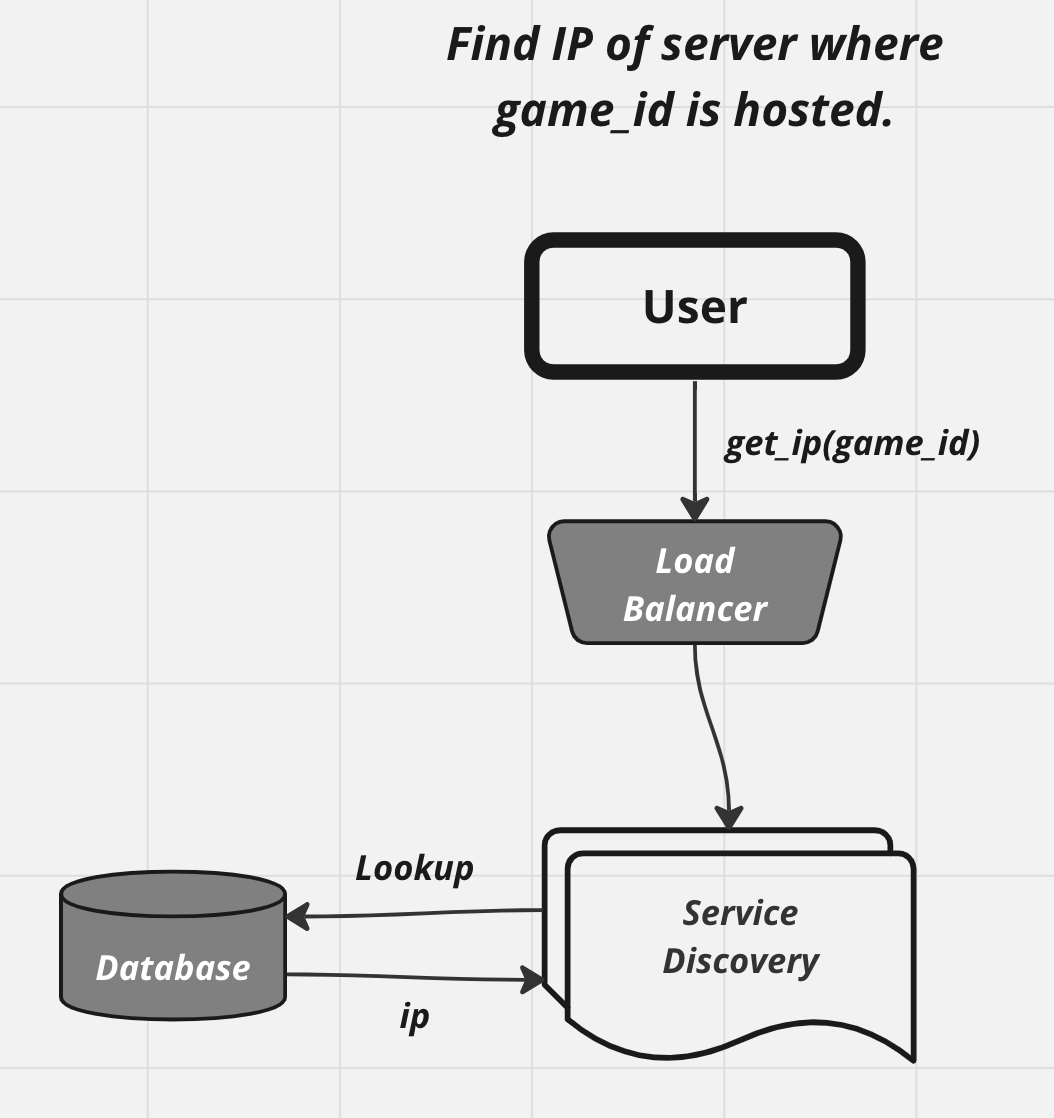 Find IP of server where
game_id is hosted.
User
get_ip(game_id)
Load
Balancer
Lookup
Service
Discovery
Database
ip